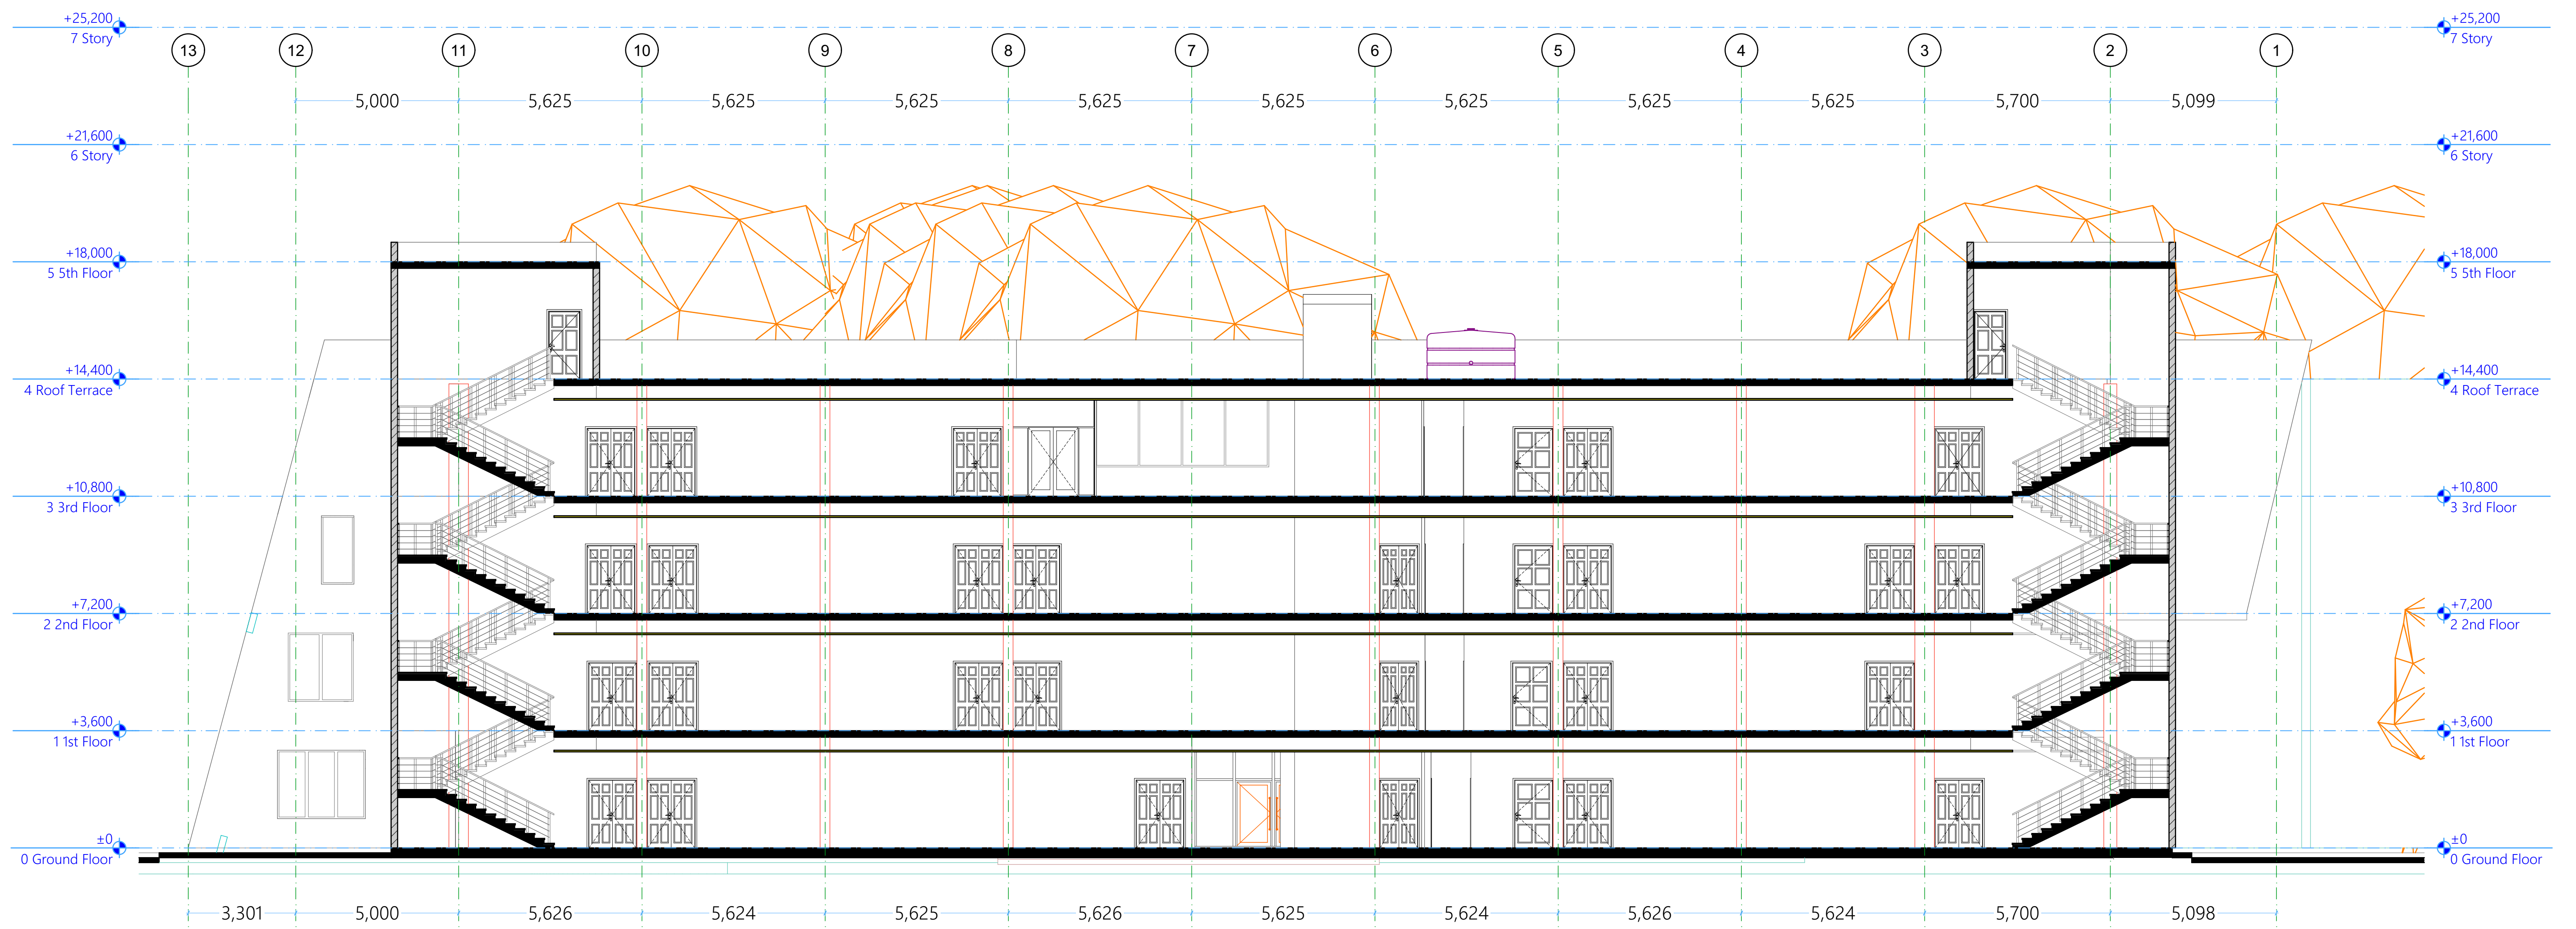 +25,200
7 Story
+25,200
7 Story
13 12 11 10 9 8 7 6 5 4 3 2 1
5,000 5,625 5,625 5,625 5,625 5,625 5,625 5,625 5,625 5,700 5,099
+21,600
6 Story
+21,600
6 Story
+18,000
5 5th Floor
+18,000
5 5th Floor
+14,400
4 Roof Terrace
+14,400
4 Roof Terrace
+10,800
3 3rd Floor
+10,800
3 3rd Floor
+7,200
2 2nd Floor
+7,200
2 2nd Floor
+3,600
1 1st Floor
+3,600
1 1st Floor
±0
0 Ground Floor
±0
0 Ground Floor
3,301 5,000 5,626 5,624 5,625 5,626 5,625 5,624 5,626 5,624 5,700 5,098